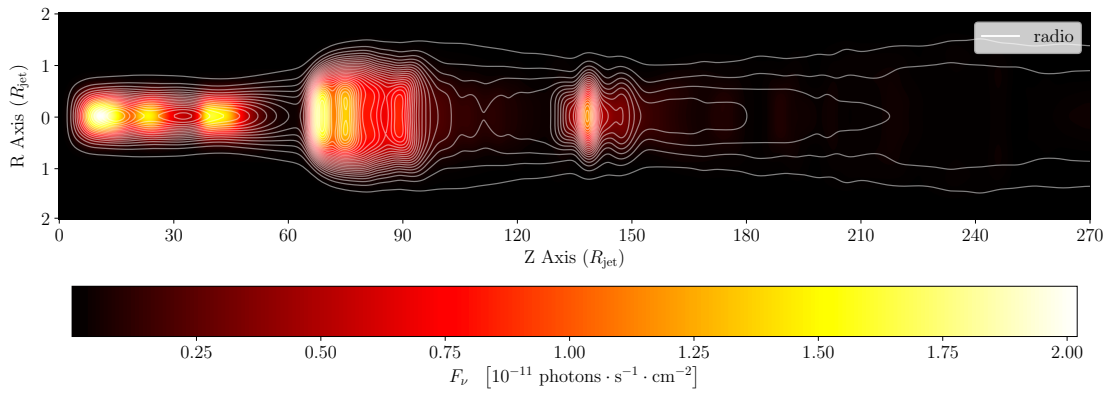 2
radio
1
0
1
2
R Axis (R_jet)
0 30 60 90 120 150 180 210 240 270
Z Axis (R_jet)
0.25 0.50 0.75 1.00 1.25 1.50 1.75 2.00
F_ν [10⁻¹¹ photons · s⁻¹ · cm⁻²]